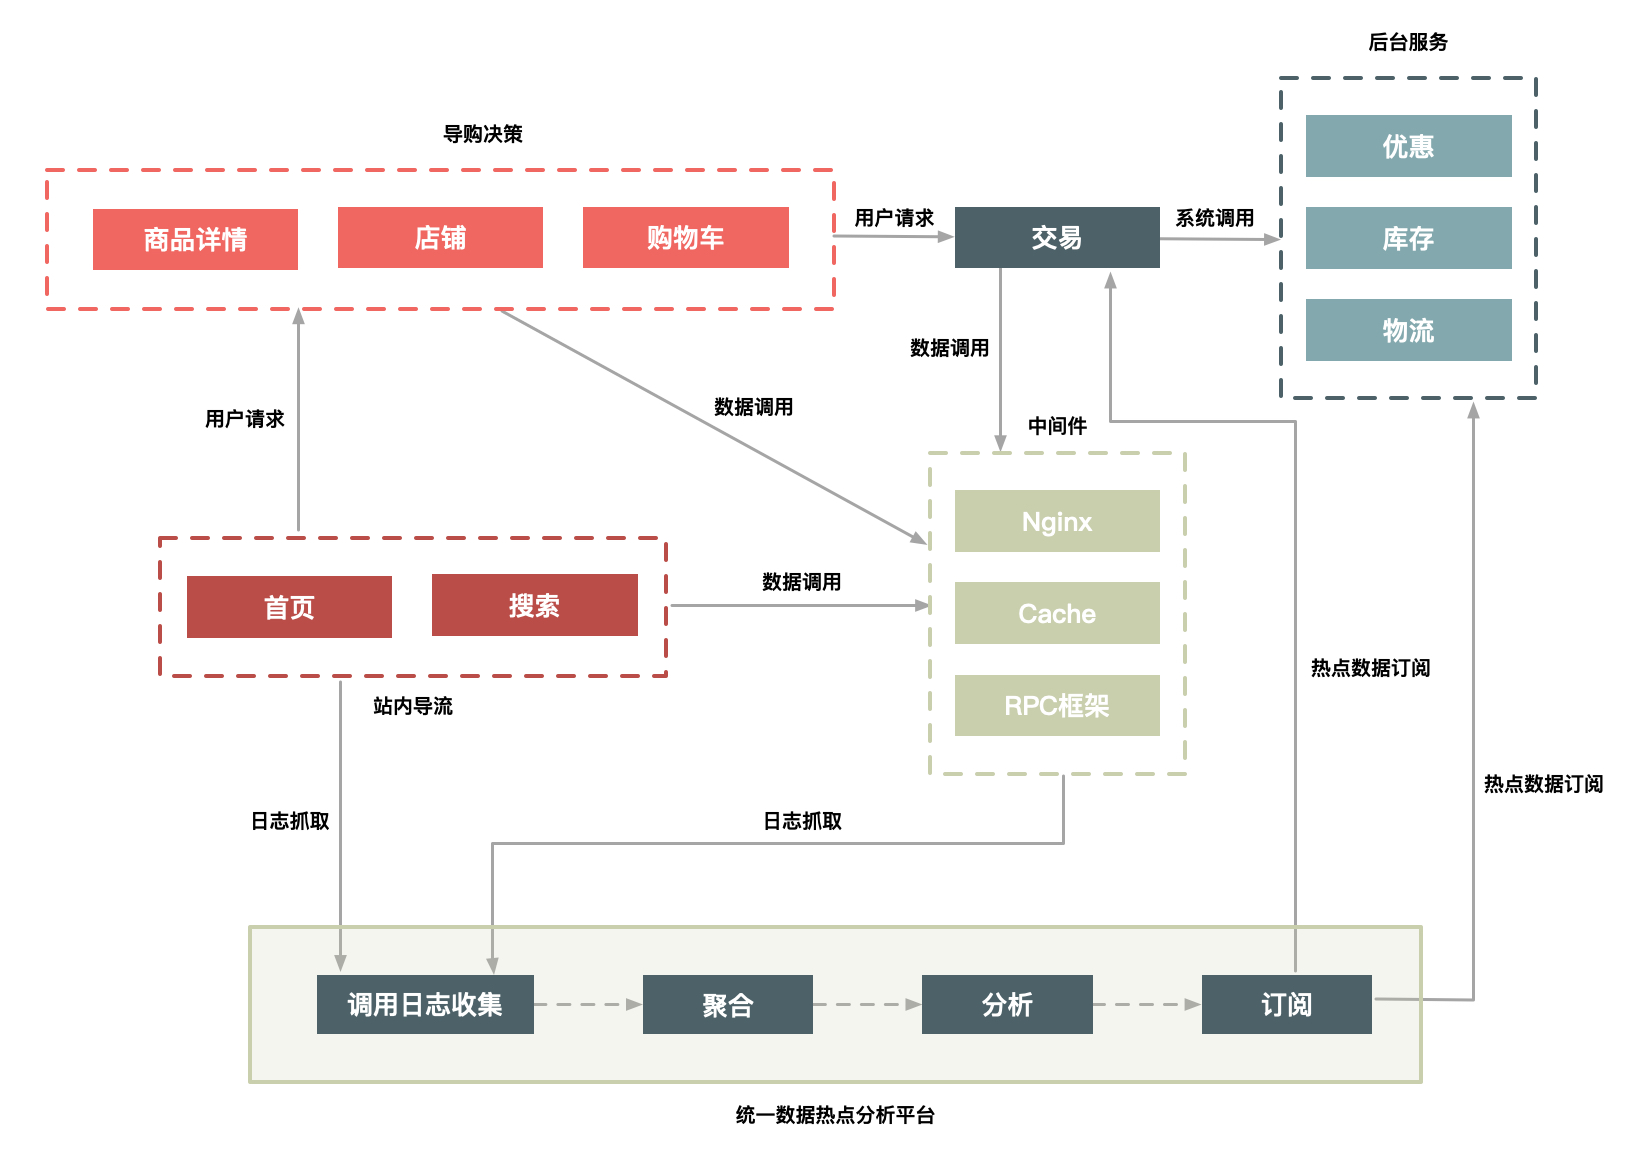 后台服务
优惠
库存
物流
导购决策
商品详情
店铺
购物车
用户请求
交易
系统调用
数据调用
数据调用
用户请求
中间件
Nginx
Cache
RPC框架
首页
搜索
数据调用
站内导流
热点数据订阅
热点数据订阅
日志抓取
日志抓取
调用日志收集
聚合
分析
订阅
统一数据热点分析平台